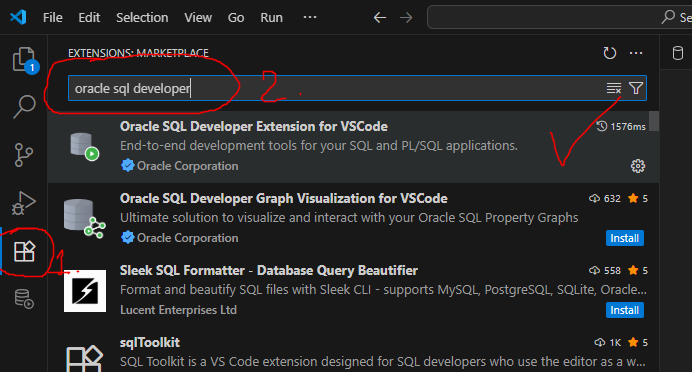 File Edit Selection View Go Run ... Se
EXTENSIONS: MARKETPLACE
1
oracle sql developer
2.
Oracle SQL Developer Extension for VSCode 1576ms
End-to-end development tools for your SQL and PL/SQL applications.
Oracle Corporation
Oracle SQL Developer Graph Visualization for VSCode 632 5
Ultimate solution to visualize and interact with your Oracle SQL Property Graphs
Oracle Corporation Install
1.
Sleek SQL Formatter - Database Query Beautifier 558 5
Format and beautify SQL files with Sleek CLI - supports MySQL, PostgreSQL, SQLite, Oracle...
Lucent Enterprises Ltd Install
sqlToolkit 1K 5
SQL Toolkit is a VS Code extension designed for SQL developers who use the editor as a w...